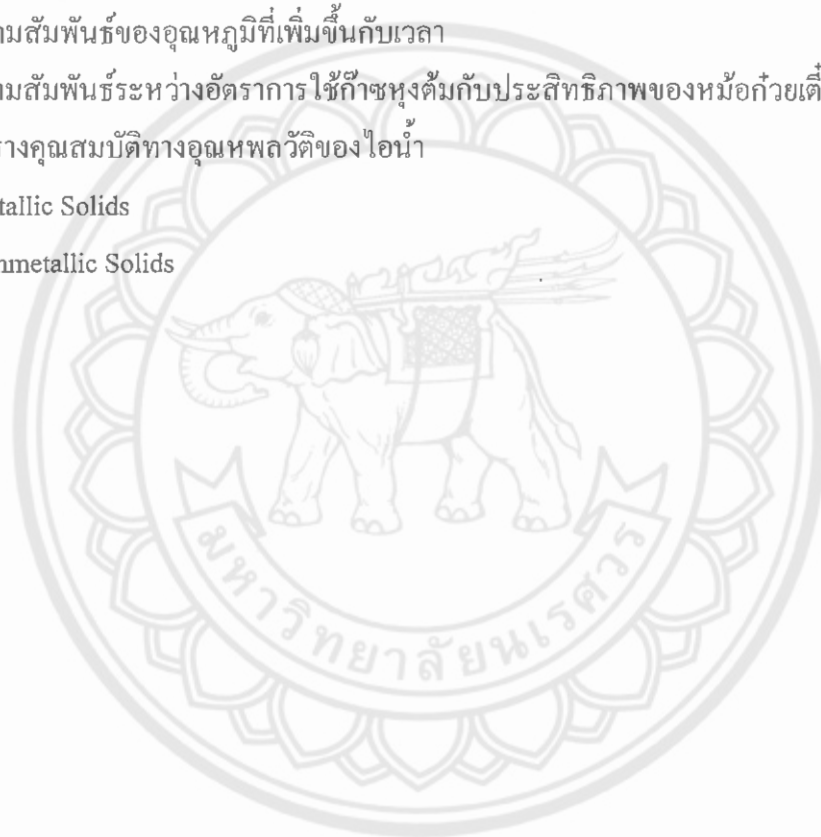 ามสัมพันธ์ของอุณหภูมิที่เพิ่มขึ้นกับเวลา
ามสัมพันธ์ระหว่างอัตราการใช้ก๊าซหุงต้มกับประสิทธิภาพของหม้อก๋วยเตี๋
รางคุณสมบัติทางอุณหพลวัติของไอน้ำ
tallic Solids
nmetallic Solids
มหาวิทยาลัยนเรศวร